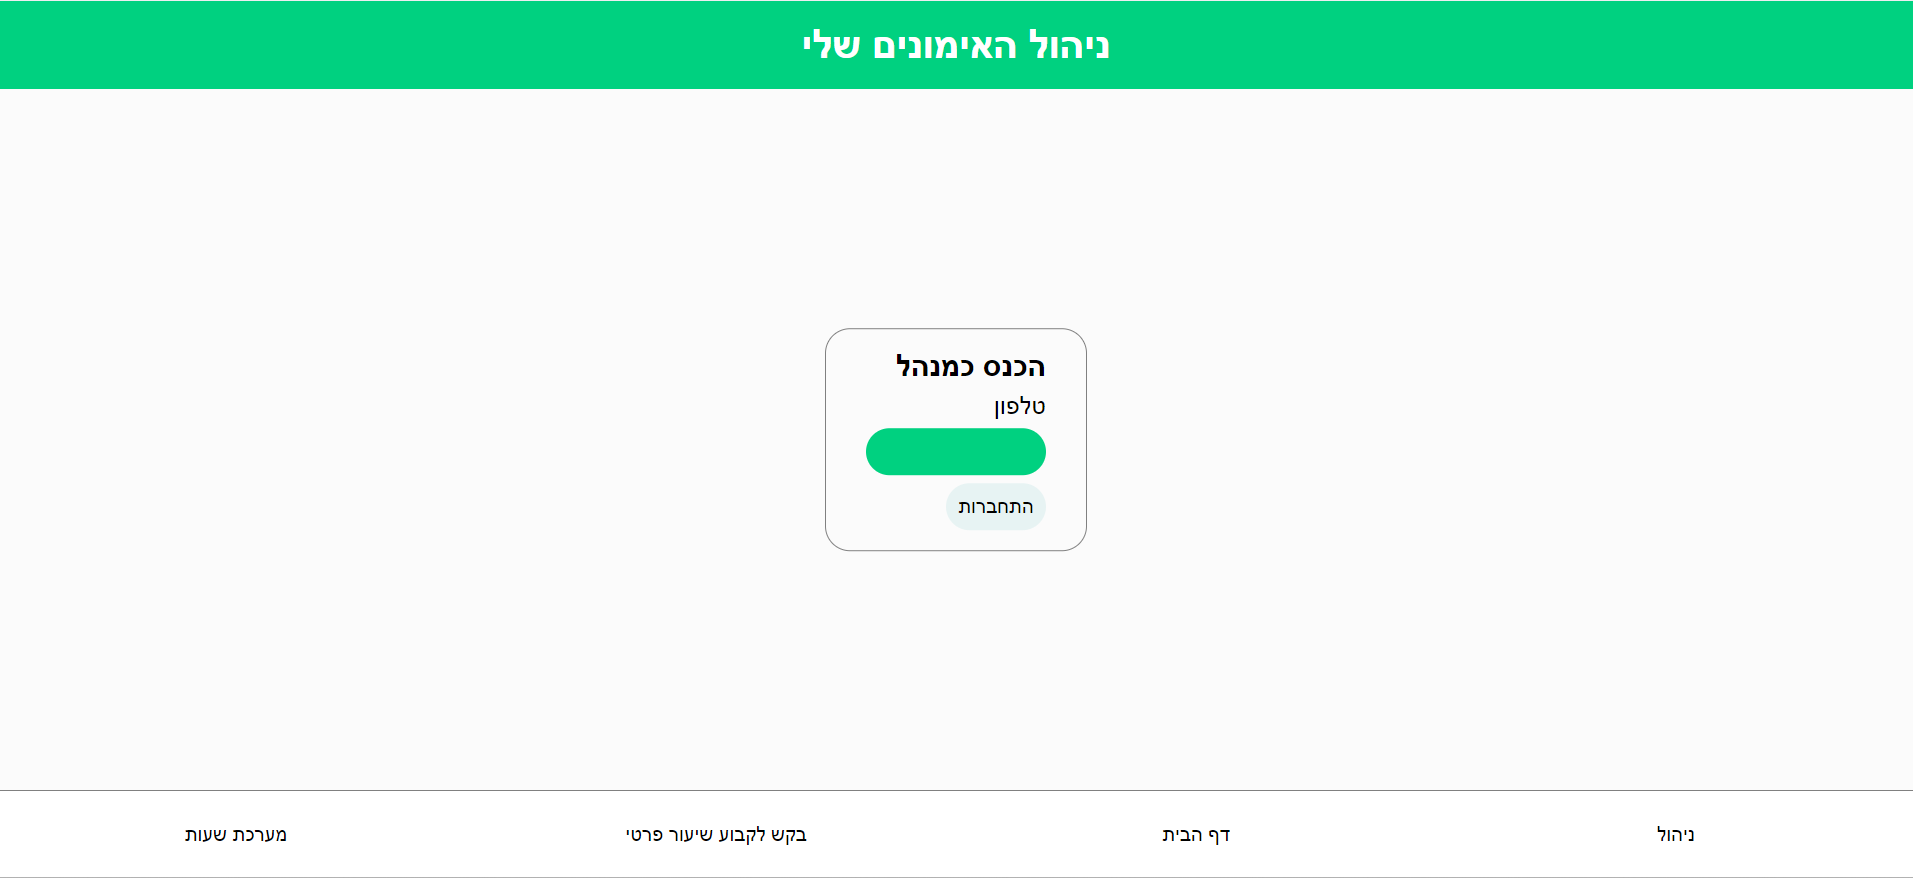 ניהול האימונים שלי
הכנס כמנהל
טלפון
התחברות
ניהול
דף הבית
בקש לקבוע שיעור פרטי
מערכת שעות